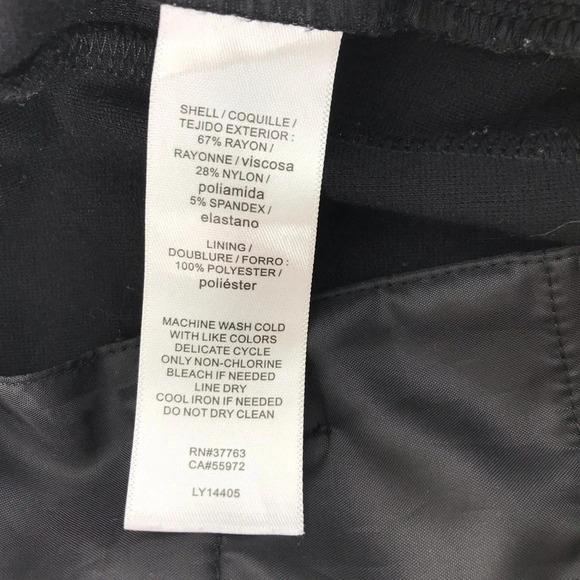 SHELL / COQUILLE /
TEJIDO EXTERIOR :
67% RAYON /
RAYONNE / viscosa
28% NYLON /
poliamida
5% SPANDEX /
elastano
LINING /
DOUBLURE / FORRO :
100% POLYESTER /
poliéster
MACHINE WASH COLD
WITH LIKE COLORS
DELICATE CYCLE
ONLY NON-CHLORINE
BLEACH IF NEEDED
LINE DRY
COOL IRON IF NEEDED
DO NOT DRY CLEAN
RN#37763
CA#55972
LY14405